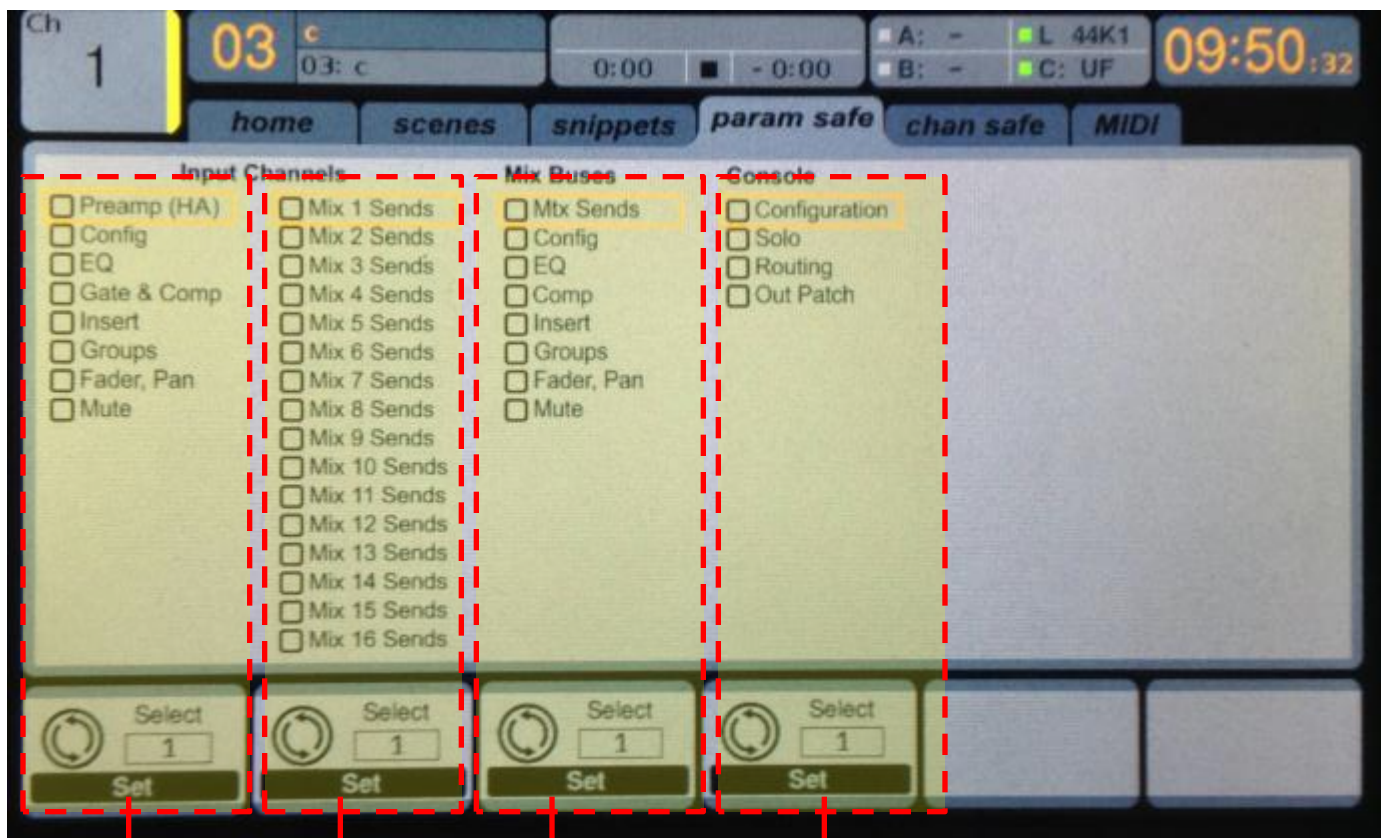 Ch
1
03
c
03: c
0:00 - 0:00
A: - L 44K1
B: - C: UF
09:50:32
home scenes snippets param safe chan safe MIDI
Input Channels
Preamp (HA)
Config
EQ
Gate & Comp
Insert
Groups
Fader, Pan
Mute
Mix 1 Sends
Mix 2 Sends
Mix 3 Sends
Mix 4 Sends
Mix 5 Sends
Mix 6 Sends
Mix 7 Sends
Mix 8 Sends
Mix 9 Sends
Mix 10 Sends
Mix 11 Sends
Mix 12 Sends
Mix 13 Sends
Mix 14 Sends
Mix 15 Sends
Mix 16 Sends
Mix Buses
Mtx Sends
Config
EQ
Comp
Insert
Groups
Fader, Pan
Mute
Console
Configuration
Solo
Routing
Out Patch
Select
1
Set
Select
1
Set
Select
1
Set
Select
1
Set